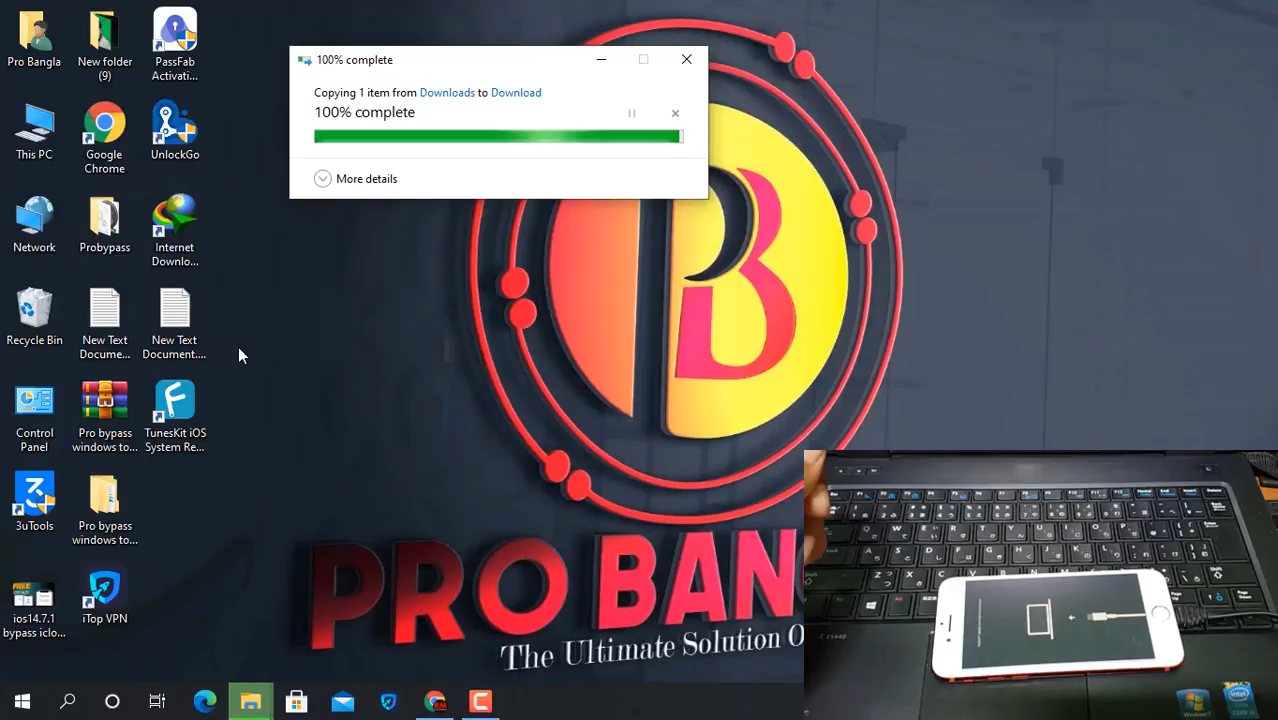 Pro Bangla
New folder
(9)
PassFab
Activati...
This PC
Google
Chrome
UnlockGo
Network
Probypass
Internet
Downlo...
Recycle Bin
New Text
Docume...
New Text
Document....
Control
Panel
Pro bypass
windows to...
TunesKit iOS
System Re...
3uTools
Pro bypass
windows to...
FREE
ios14.7.1
bypass iclo...
iTop VPN
100% complete
Copying 1 item from Downloads to Download
100% complete
More details
B
PRO BAN
The Ultimate Solution O